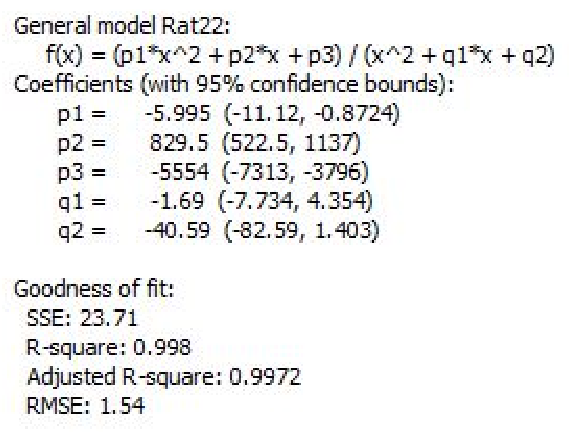 General model Rat22:
f(x) = (p1*x^2 + p2*x + p3) / (x^2 + q1*x + q2)
Coefficients (with 95% confidence bounds):
p1 = -5.995 (-11.12, -0.8724)
p2 = 829.5 (522.5, 1137)
p3 = -5554 (-7313, -3796)
q1 = -1.69 (-7.734, 4.354)
q2 = -40.59 (-82.59, 1.403)
Goodness of fit:
SSE: 23.71
R-square: 0.998
Adjusted R-square: 0.9972
RMSE: 1.54